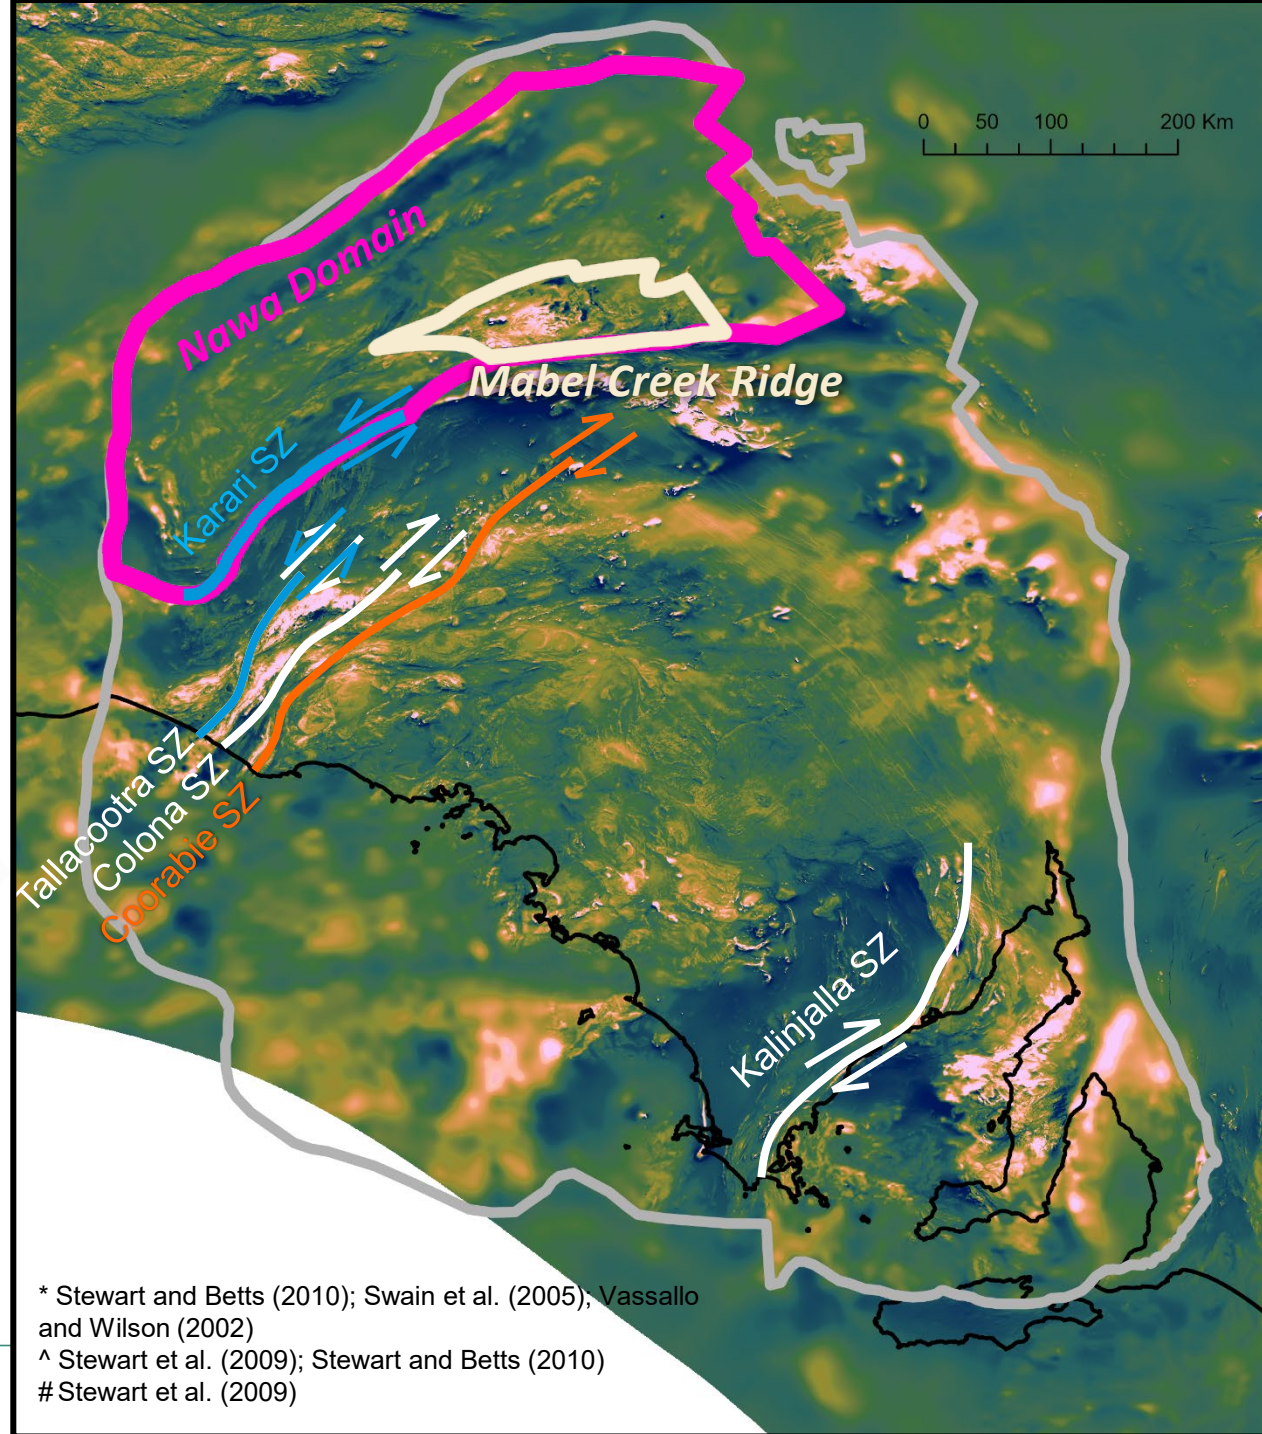 0 50 100 200 Km
Nawa Domain
Mabel Creek Ridge
Karari SZ
Tallacootra SZ
Colona SZ
Coorabie SZ
Kalinjalla SZ
* Stewart and Betts (2010); Swain et al. (2005); Vassallo
and Wilson (2002)
^ Stewart et al. (2009); Stewart and Betts (2010)
# Stewart et al. (2009)